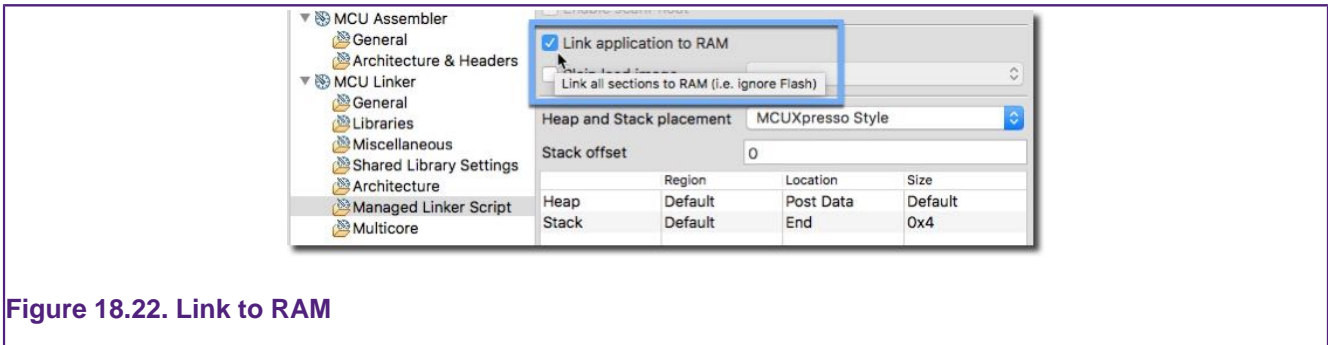 MCU Assembler
General
Architecture & Headers
MCU Linker
General
Libraries
Miscellaneous
Shared Library Settings
Architecture
Managed Linker Script
Multicore
Link application to RAM
Link all sections to RAM (i.e. ignore Flash)
Heap and Stack placement MCUXpresso Style
Stack offset 0
Region Location Size
Heap Default Post Data Default
Stack Default End 0x4
Figure 18.22. Link to RAM